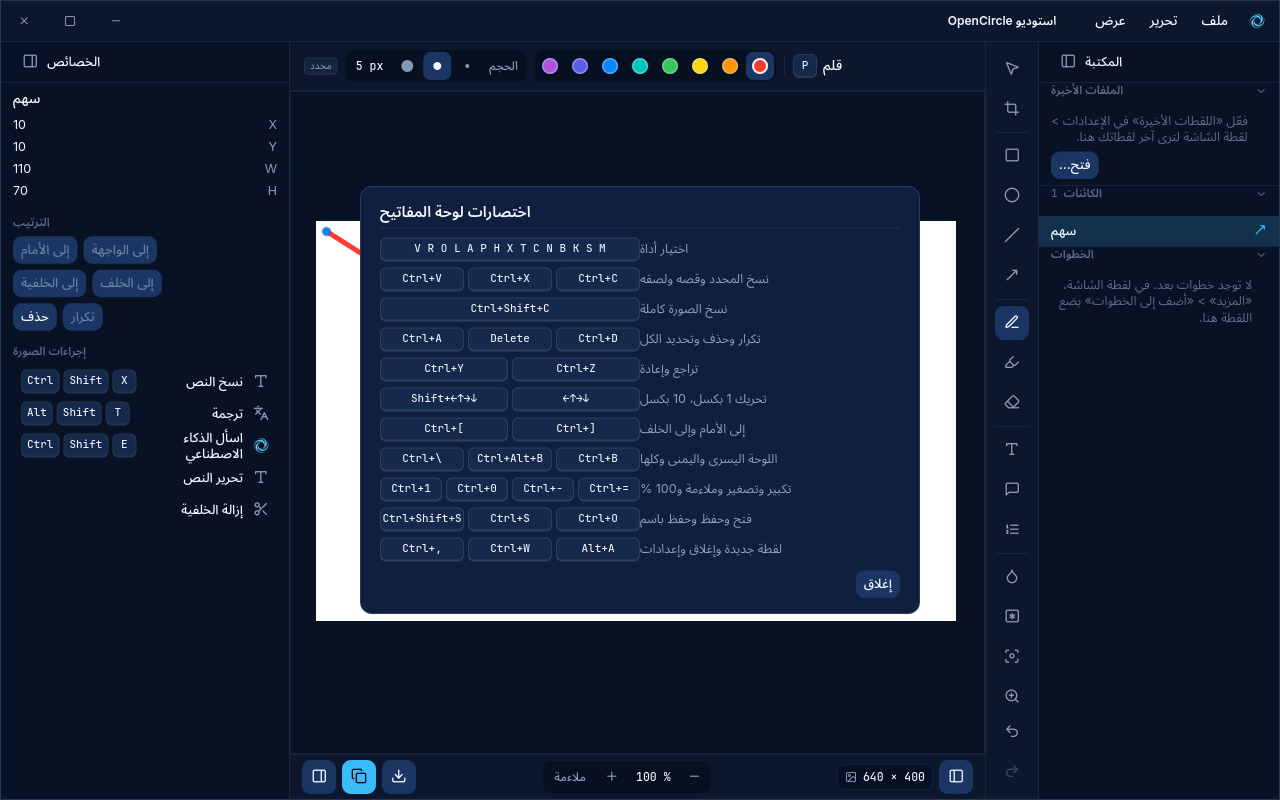 ملف
تحرير
عرض
استوديو OpenCircle
المكتبة
الملفات الأخيرة
فعّل «اللقطات الأخيرة» في الإعدادات >
لقطة الشاشة لترى آخر لقطاتك هنا.
فتح...
الكائنات 1
سهم
الخطوات
لا توجد خطوات بعد. في لقطة الشاشة،
«المزيد» > «أضف إلى الخطوات» يضع
اللقطة هنا.
قلم P
الحجم
5 px
محدد
اختصارات لوحة المفاتيح
اختيار أداة V R O L A P H X T C N B K S M
نسخ المحدد وقصه ولصقه Ctrl+C Ctrl+X Ctrl+V
نسخ الصورة كاملة Ctrl+Shift+C
تكرار وحذف وتحديد الكل Ctrl+D Delete Ctrl+A
تراجع وإعادة Ctrl+Z Ctrl+Y
تحريك 1 بكسل، 10 بكسل ←↑→↓ Shift+←↑→↓
إلى الأمام وإلى الخلف Ctrl+] Ctrl+[
اللوحة اليسرى واليمنى وكلها Ctrl+B Ctrl+Alt+B Ctrl+\
تكبير وتصغير وملاءمة و100 % Ctrl+= Ctrl+- Ctrl+0 Ctrl+1
فتح وحفظ وحفظ باسم Ctrl+O Ctrl+S Ctrl+Shift+S
لقطة جديدة وإغلاق وإعدادات Alt+A Ctrl+W Ctrl+,
إغلاق
640 × 400
100 %
ملاءمة
الخصائص
سهم
X 10
Y 10
W 110
H 70
الترتيب
إلى الواجهة إلى الأمام
إلى الخلف إلى الخلفية
تكرار حذف
إجراءات الصورة
نسخ النص Ctrl Shift X
ترجمة Alt Shift T
اسأل الذكاء
الاصطناعي Ctrl Shift E
تحرير النص
إزالة الخلفية